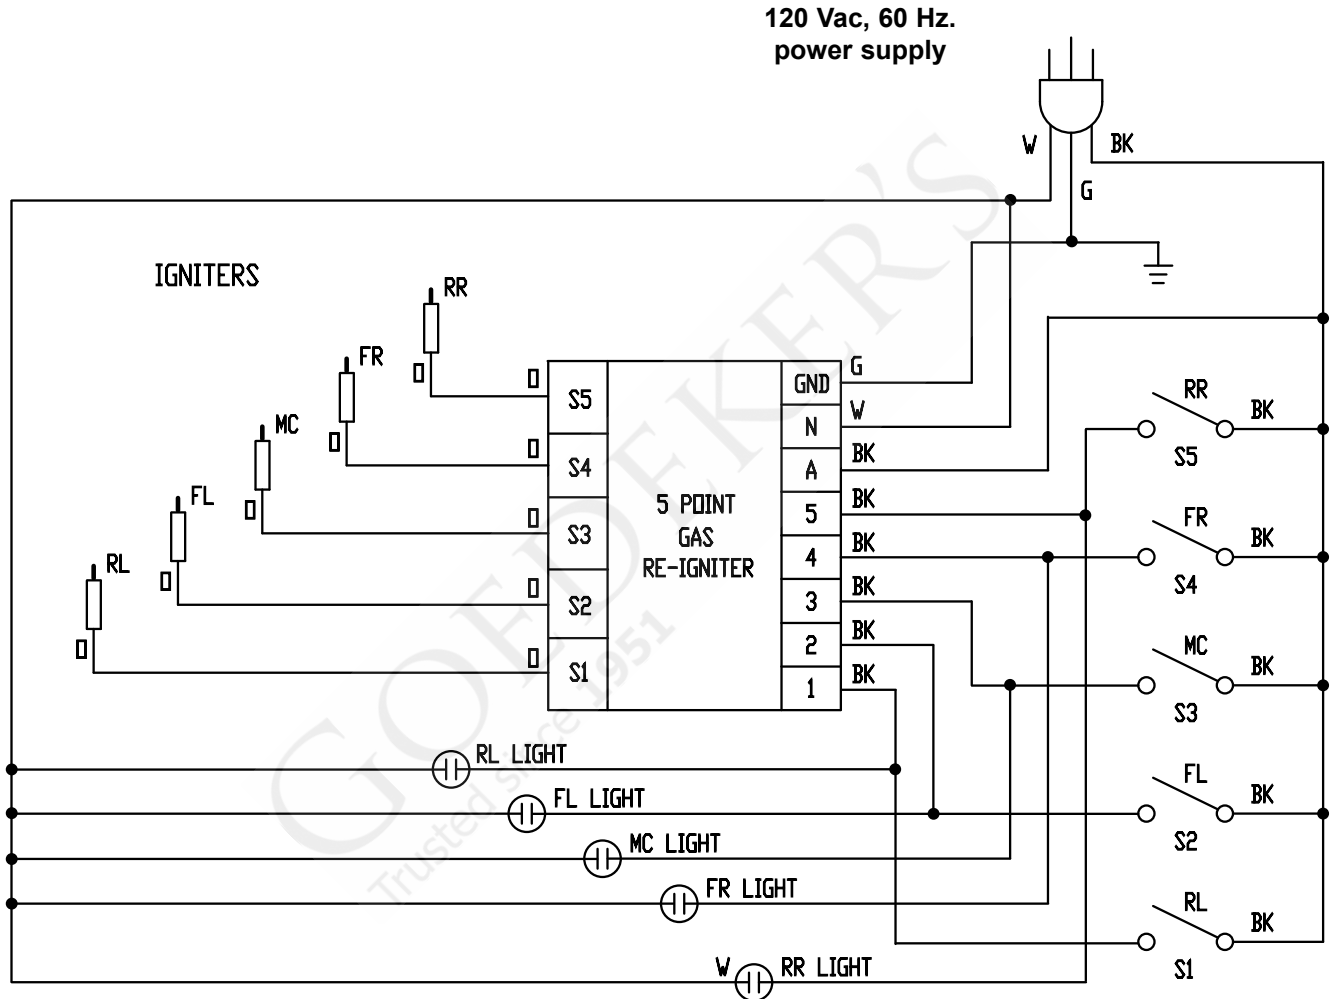 120 Vac, 60 Hz.
power supply
W
BK
G
IGNITERS
RR
FR
MC
FL
RL
S5
S4
S3
S2
S1
5 POINT
GAS
RE-IGNITER
GND
N
A
5
4
3
2
1
G
W
BK
BK
BK
BK
BK
BK
RR
BK
S5
FR
BK
S4
MC
BK
S3
FL
BK
S2
RL
BK
S1
RL LIGHT
FL LIGHT
MC LIGHT
FR LIGHT
W
RR LIGHT
GOEDEKER'S
Trusted since 1951